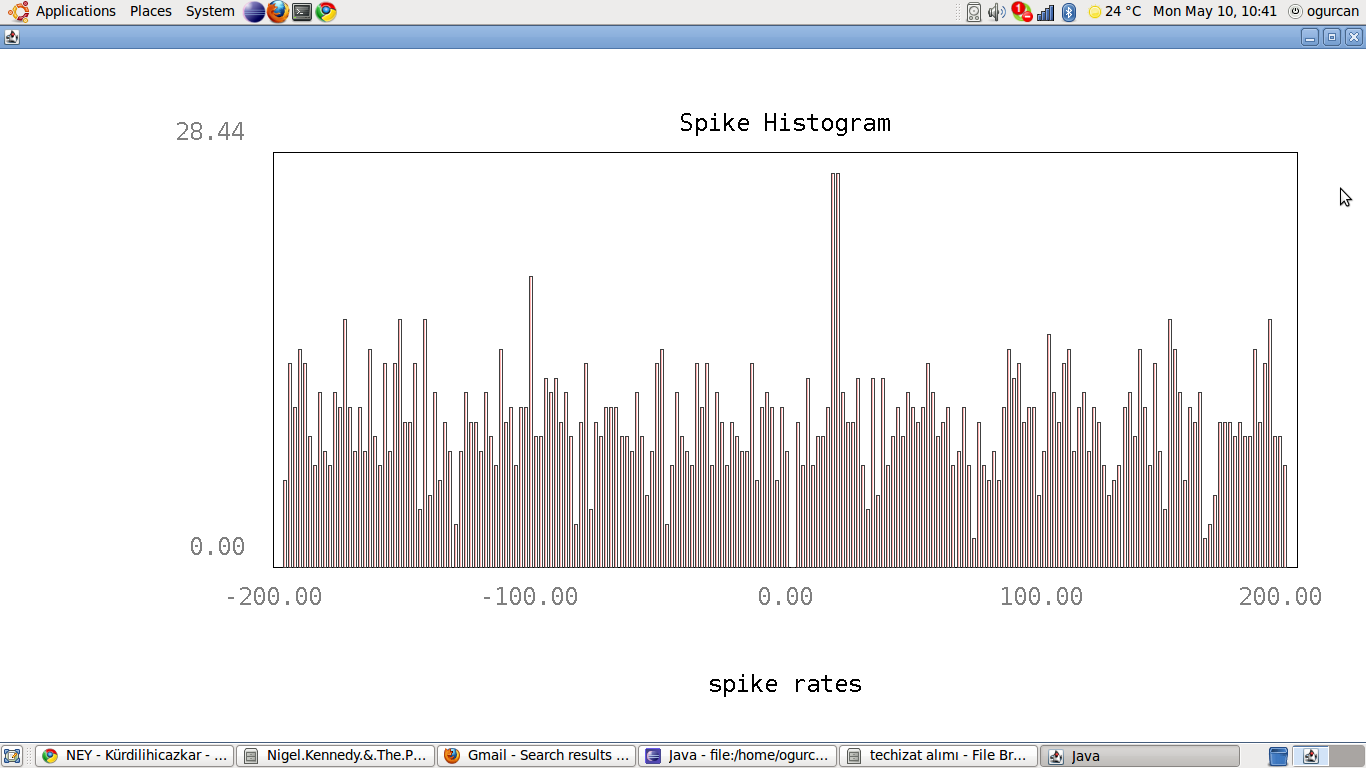 Applications Places System 1 24 °C Mon May 10, 10:41 ogurcan
Spike Histogram
28.44
0.00
-200.00 -100.00 0.00 100.00 200.00
spike rates
NEY - Kürdilihicazkar - ... Nigel.Kennedy.&.The.P... Gmail - Search results ... Java - file:/home/ogurc... techizat alımı - File Br... Java